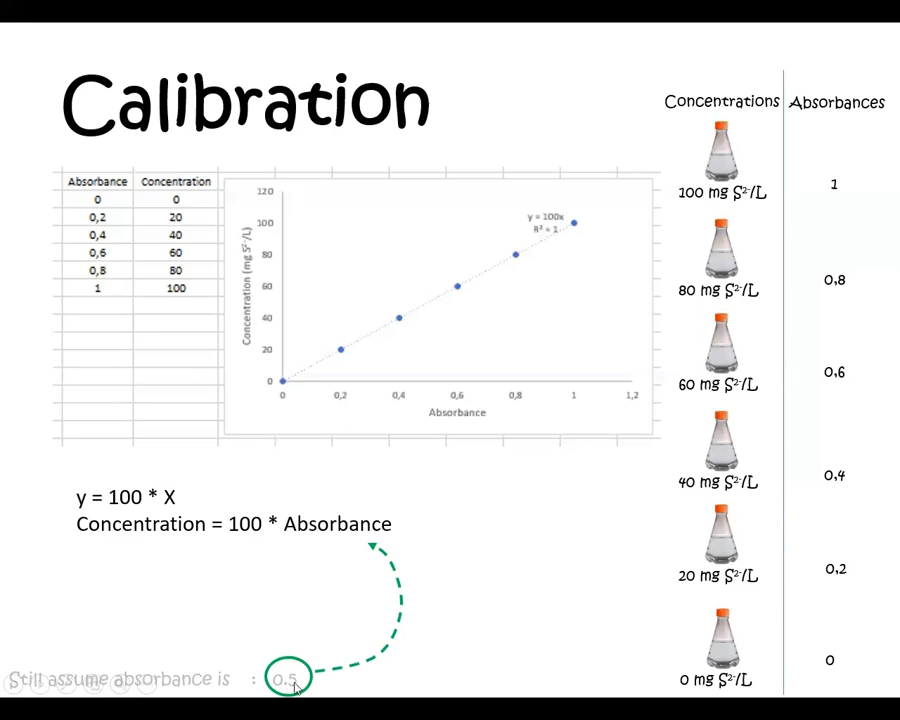 Calibration
Absorbance Concentration
0 0
0,2 20
0,4 40
0,6 60
0,8 80
1 100
120
100
80
60
40
20
0
Concentration (mg S²⁻/L)
y = 100x
R² = 1
0 0,2 0,4 0,6 0,8 1 1,2
Absorbance
y = 100 * X
Concentration = 100 * Absorbance
Still assume absorbance is : 0.5
Concentrations Absorbances
100 mg S²⁻/L 1
80 mg S²⁻/L 0,8
60 mg S²⁻/L 0,6
40 mg S²⁻/L 0,4
20 mg S²⁻/L 0,2
0 mg S²⁻/L 0